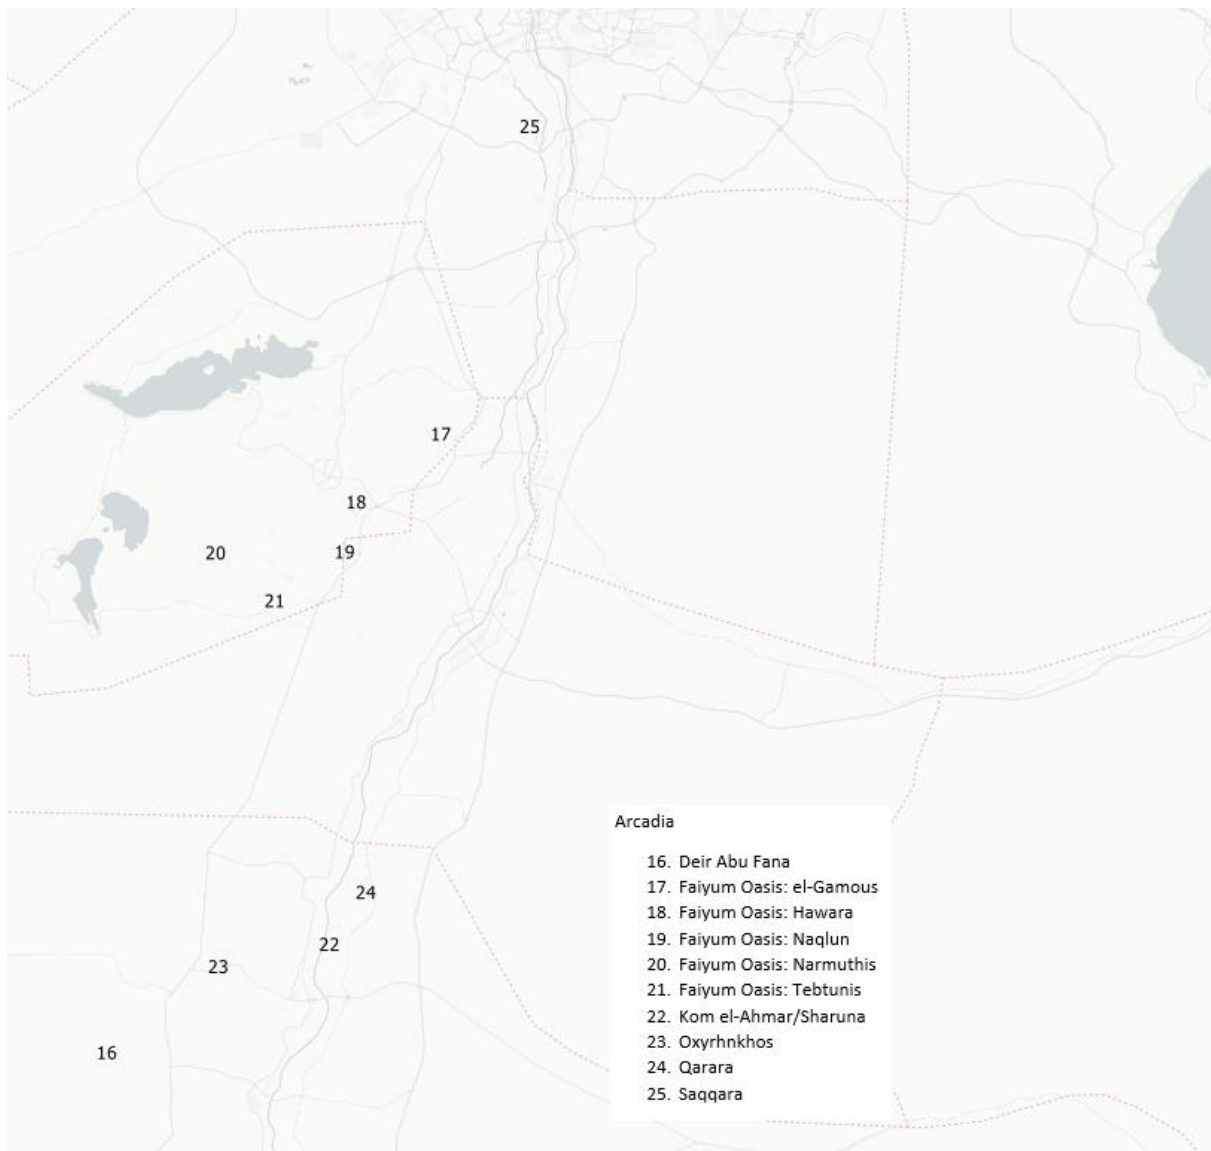 25
17
18
20
19
21
24
22
23
16
Arcadia
16. Deir Abu Fana
17. Faiyum Oasis: el-Gamous
18. Faiyum Oasis: Hawara
19. Faiyum Oasis: Naqlun
20. Faiyum Oasis: Narmuthis
21. Faiyum Oasis: Tebtunis
22. Kom el-Ahmar/Sharuna
23. Oxyrhnkhos
24. Qarara
25. Saqqara